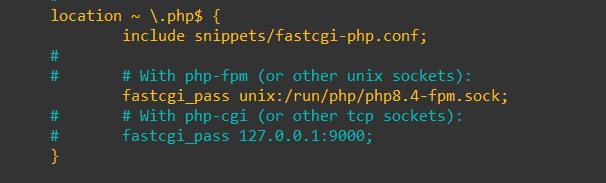 location ~ \.php$ {
        include snippets/fastcgi-php.conf;
#
#       # With php-fpm (or other unix sockets):
        fastcgi_pass unix:/run/php/php8.4-fpm.sock;
#       # With php-cgi (or other tcp sockets):
#       fastcgi_pass 127.0.0.1:9000;
}